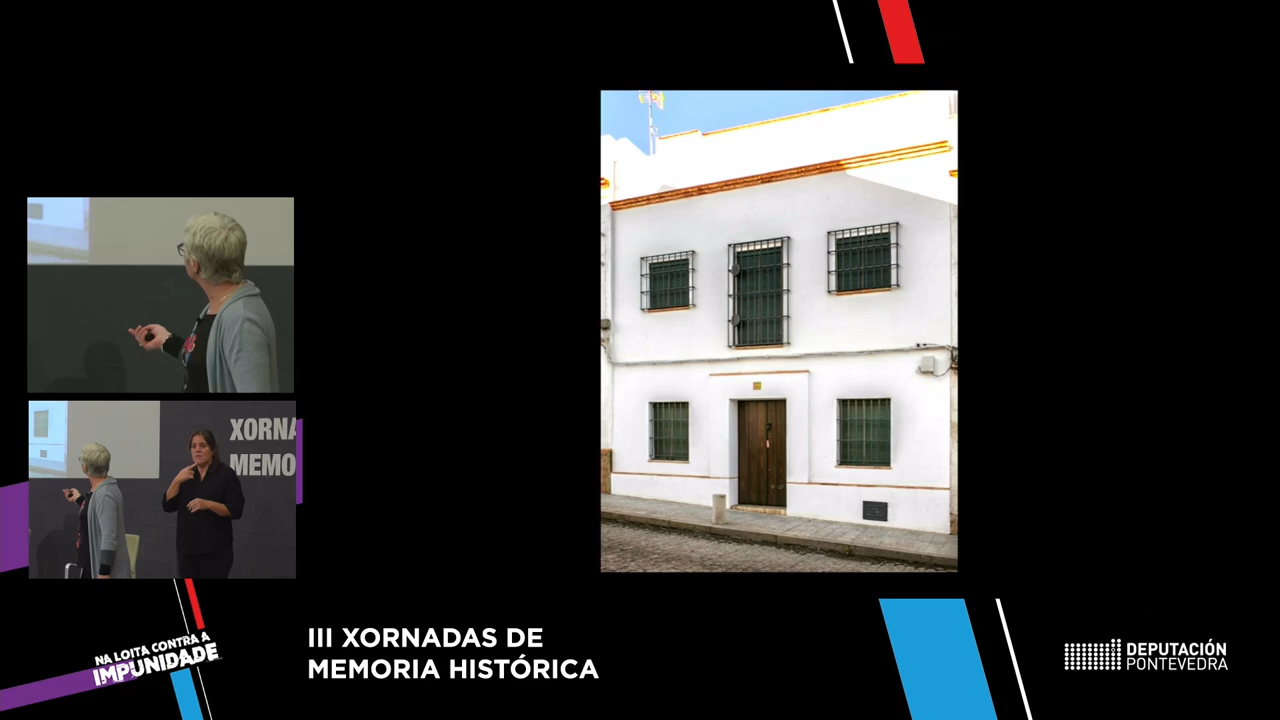 XORNA
MEMO
NA LOITA CONTRA A
IMPUNIDADE
III XORNADAS DE
MEMORIA HISTÓRICA
DEPUTACIÓN
PONTEVEDRA